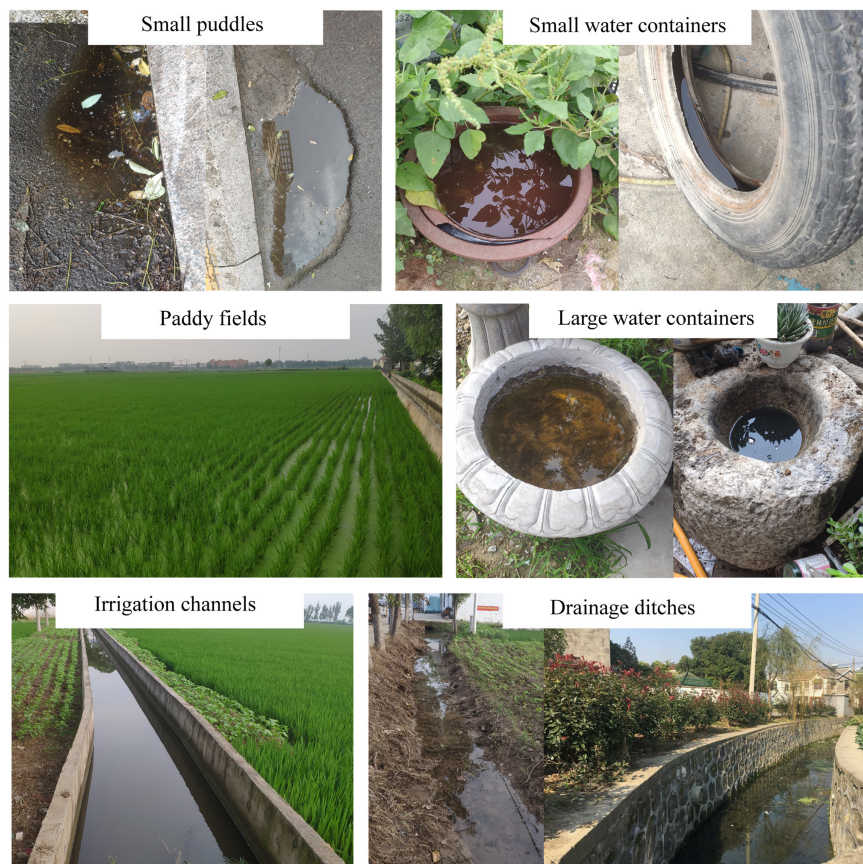 Small puddles
Small water containers
Paddy fields
Large water containers
Irrigation channels
Drainage ditches